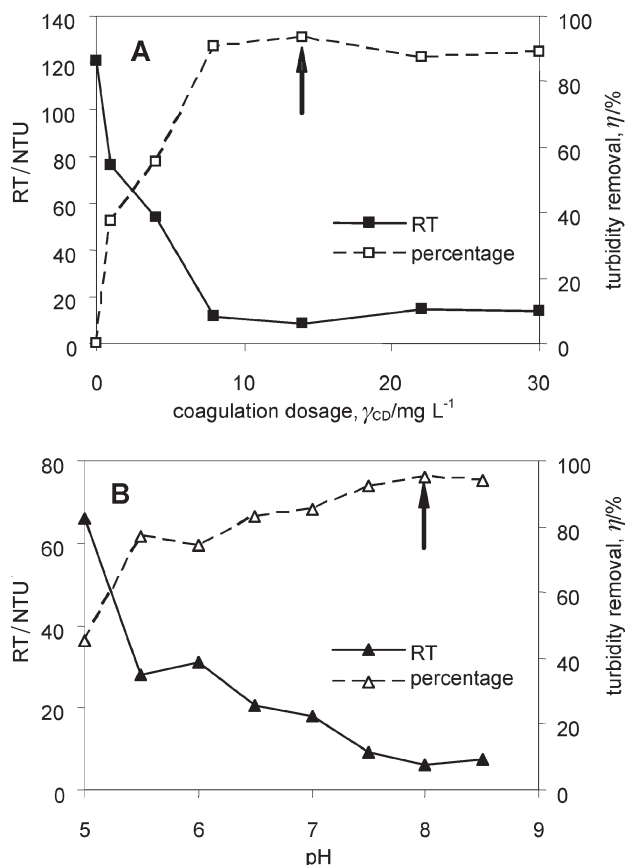 A
RT/NTU
140
120
100
80
60
40
20
0
100
80
60
40
20
0
turbidity removal, η/%
RT
percentage
0
10
20
30
coagulation dosage, γCD/mg L-1
B
RT/NTU
80
60
40
20
0
100
80
60
40
20
0
turbidity removal, η/%
RT
percentage
5
6
7
8
9
pH